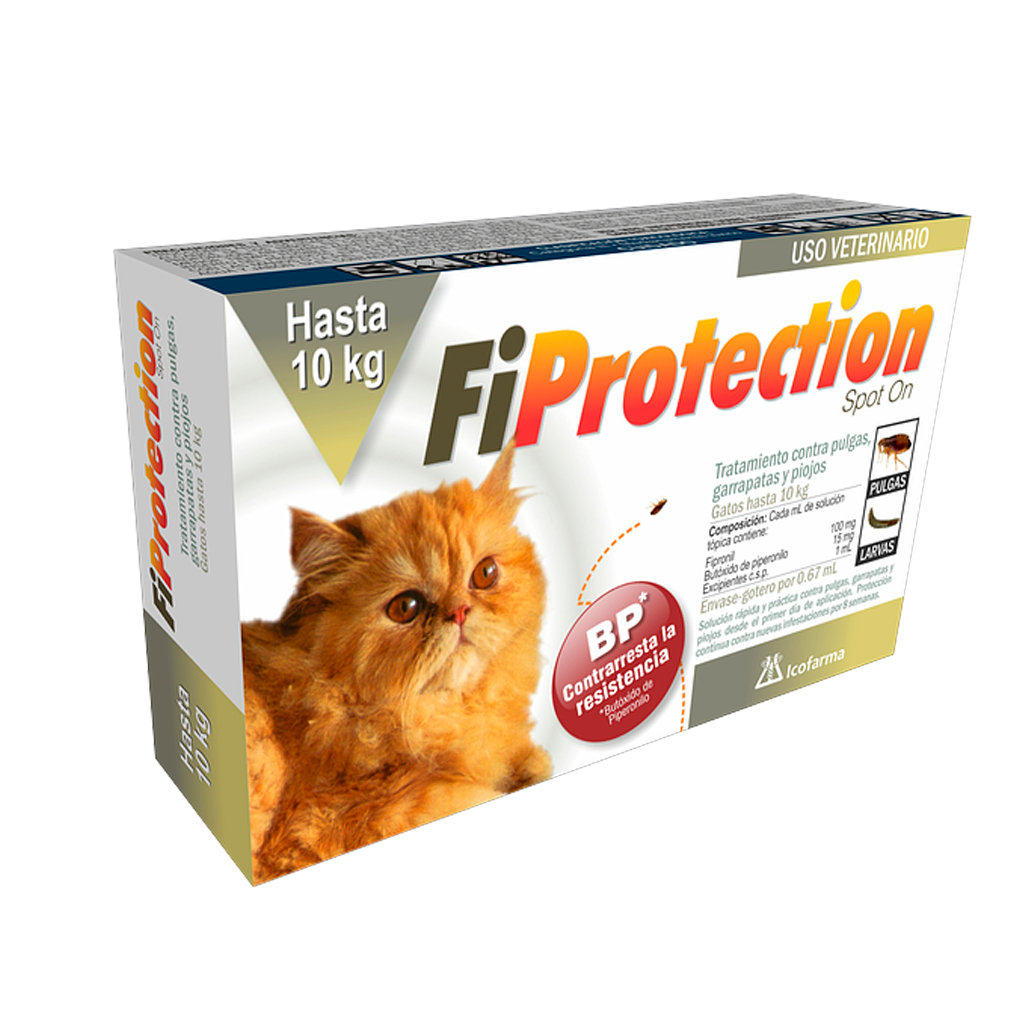 USO VETERINARIO
Hasta
10 kg
FiProtection
Spot On
Tratamiento contra pulgas,
garrapatas y piojos
Gatos hasta 10 kg
Composición: Cada mL de solución
tópica contiene:
Fipronil 100 mg
Butóxido de piperonilo 15 mg
Excipientes c.s.p. 1 mL
Envase-gotero por 0.67 mL
Solución rápida y práctica contra pulgas, garrapatas y
piojos desde el primer día de aplicación. Protección
continua contra nuevas infestaciones por 8 semanas.
PULGAS
LARVAS
BP*
Contrarresta la
resistencia
*Butóxido de
Piperonilo
Icofarma
FiProtection
Spot On
Tratamiento contra pulgas,
garrapatas y piojos
Gatos hasta 10 kg
Hasta
10 kg